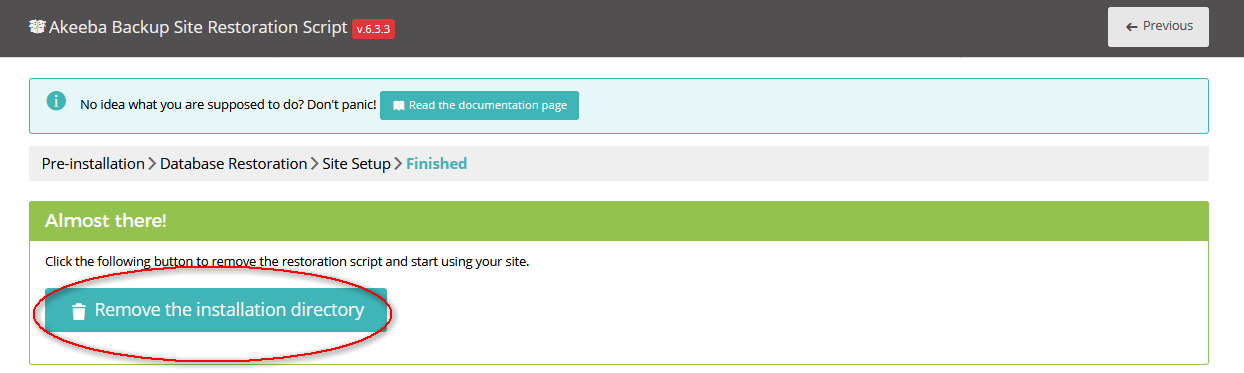 Akeeba Backup Site Restoration Script v.6.3.3
Previous
No idea what you are supposed to do? Don't panic! Read the documentation page
Pre-installation Database Restoration Site Setup Finished
Almost there!
Click the following button to remove the restoration script and start using your site.
Remove the installation directory